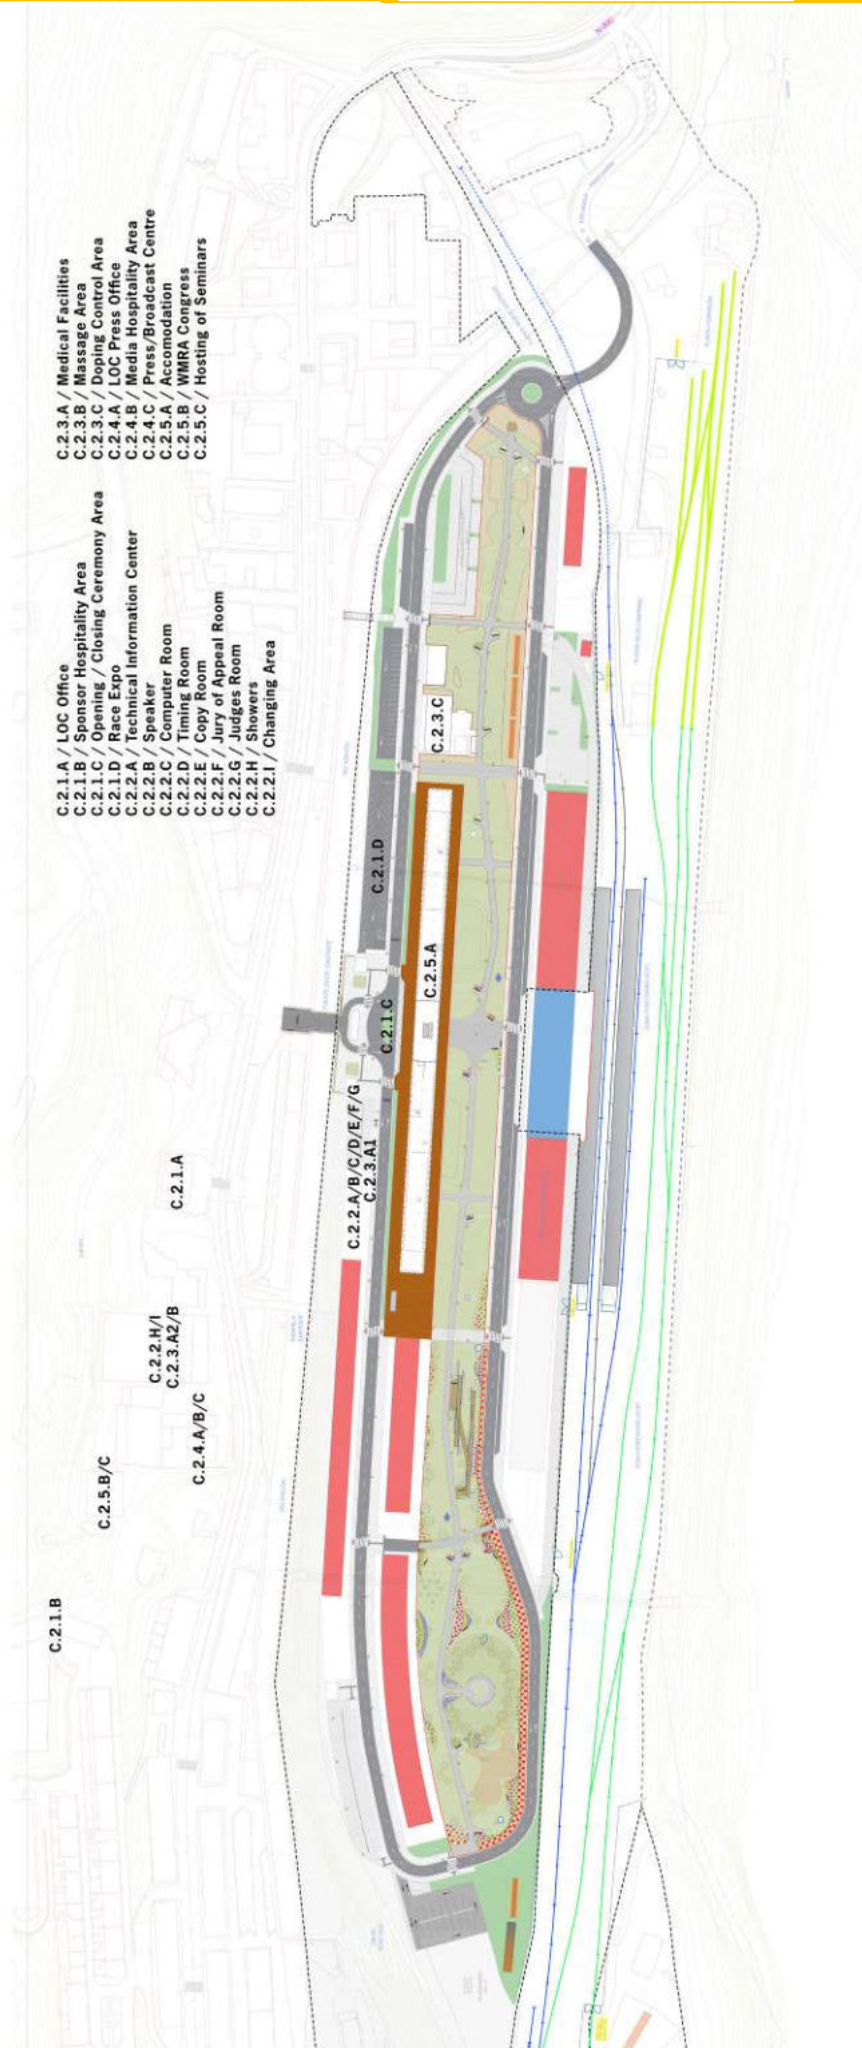 C.2.1.A / LOC Office
C.2.1.B / Sponsor Hospitality Area
C.2.1.C / Opening / Closing Ceremony Area
C.2.1.D / Race Expo
C.2.2.A / Technical Information Center
C.2.2.B / Speaker
C.2.2.C / Computer Room
C.2.2.D / Timing Room
C.2.2.E / Copy Room
C.2.2.F / Jury of Appeal Room
C.2.2.G / Judges Room
C.2.2.H / Showers
C.2.2.I / Changing Area
C.2.3.A / Medical Facilities
C.2.3.B / Massage Area
C.2.3.C / Doping Control Area
C.2.4.A / LOC Press Office
C.2.4.B / Media Hospitality Area
C.2.4.C / Press/Broadcast Centre
C.2.5.A / Accomodation
C.2.5.B / WMRA Congress
C.2.5.C / Hosting of Seminars
C.2.1.B
C.2.5.B/C
C.2.2.H/I
C.2.3.A2/B
C.2.4.A/B/C
C.2.1.A
C.2.2.A/B/C/D/E/F/G
C.2.3.A1
C.2.1.C
C.2.1.D
C.2.5.A
C.2.3.C